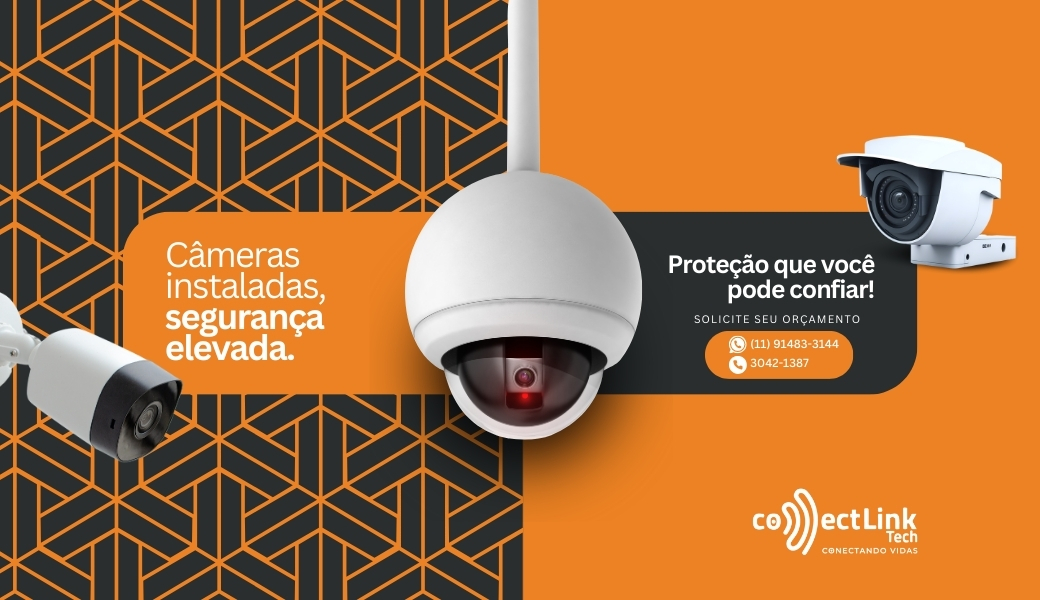 Câmeras
instaladas,
segurança
elevada.
Proteção que você
pode confiar!
SOLICITE SEU ORÇAMENTO
(11) 91483-3144
3042-1387
connectLink
Tech
CONECTANDO VIDAS